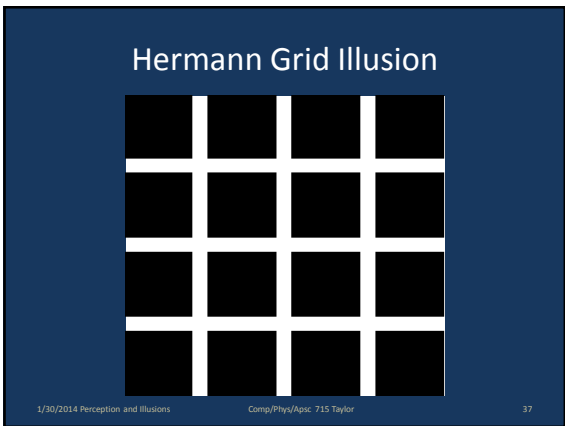 Hermann Grid Illusion
1/30/2014 Perception and Illusions Comp/Phys/Apsc 715 Taylor 37